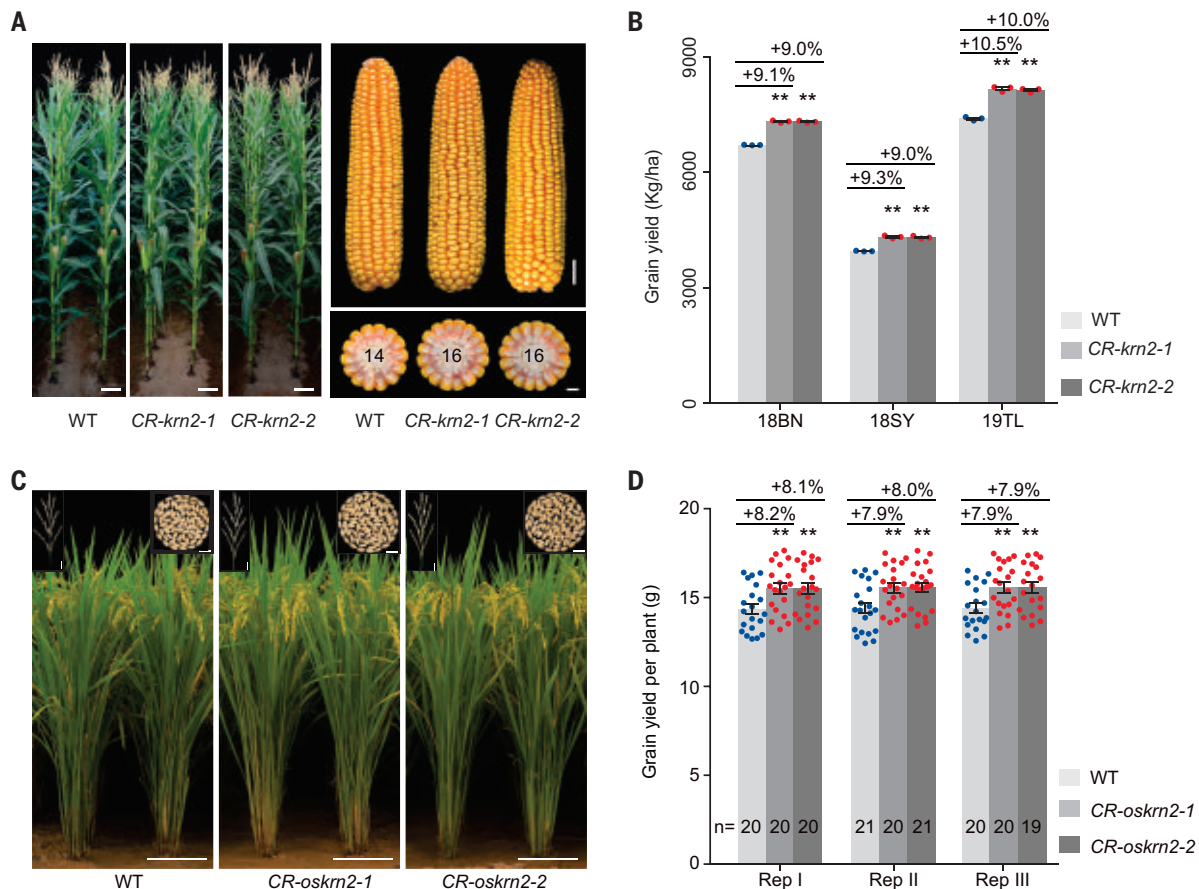 A
WT
CR-krn2-1
CR-krn2-2
14
16
16
WT
CR-krn2-1
CR-krn2-2
B
Grain yield (Kg/ha)
9000
6000
3000
0
+9.0%
+9.1%
** **
+9.0%
+9.3%
** **
+10.0%
+10.5%
** **
18BN
18SY
19TL
WT
CR-krn2-1
CR-krn2-2
C
WT
CR-oskrn2-1
CR-oskrn2-2
D
Grain yield per plant (g)
20
15
10
5
0
+8.1%
+8.2%
** **
+8.0%
+7.9%
** **
+7.9%
+7.9%
** **
n= 20 20 20
21 20 21
20 20 19
Rep I
Rep II
Rep III
WT
CR-oskrn2-1
CR-oskrn2-2